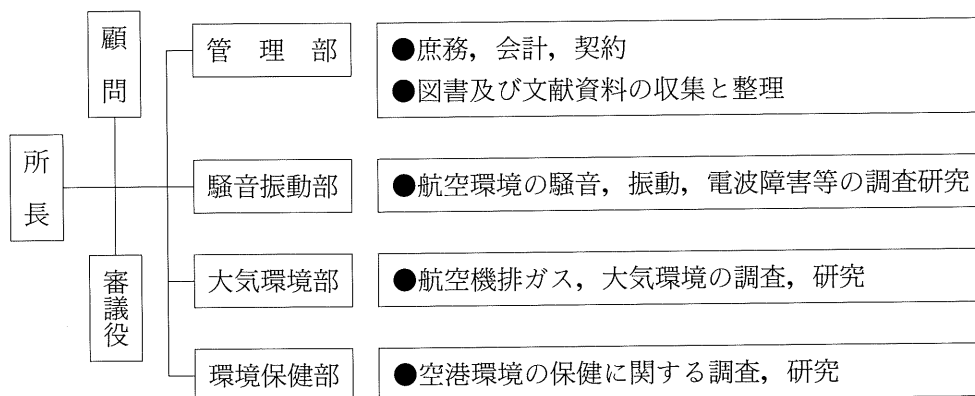 所長
顧問
審議役
管理部
●庶務，会計，契約
●図書及び文献資料の収集と整理
騒音振動部
●航空環境の騒音，振動，電波障害等の調査研究
大気環境部
●航空機排ガス，大気環境の調査，研究
環境保健部
●空港環境の保健に関する調査，研究